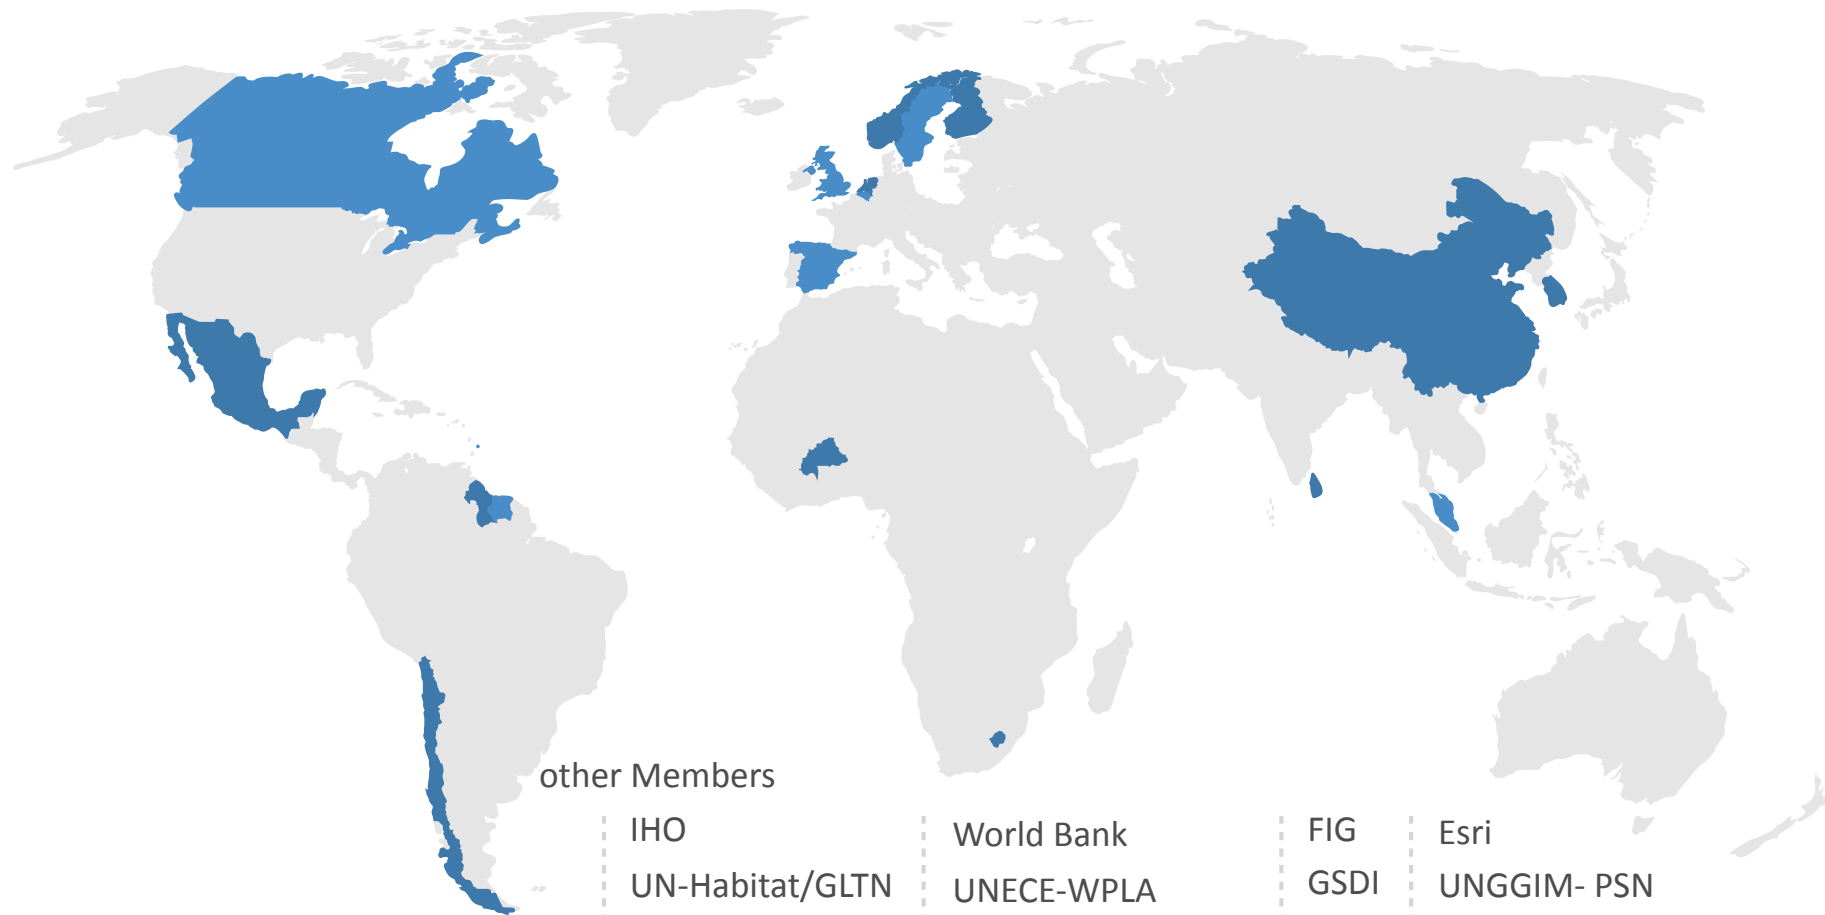 other Members
IHO
UN-Habitat/GLTN
World Bank
UNECE-WPLA
FIG
GSDI
Esri
UNGGIM- PSN